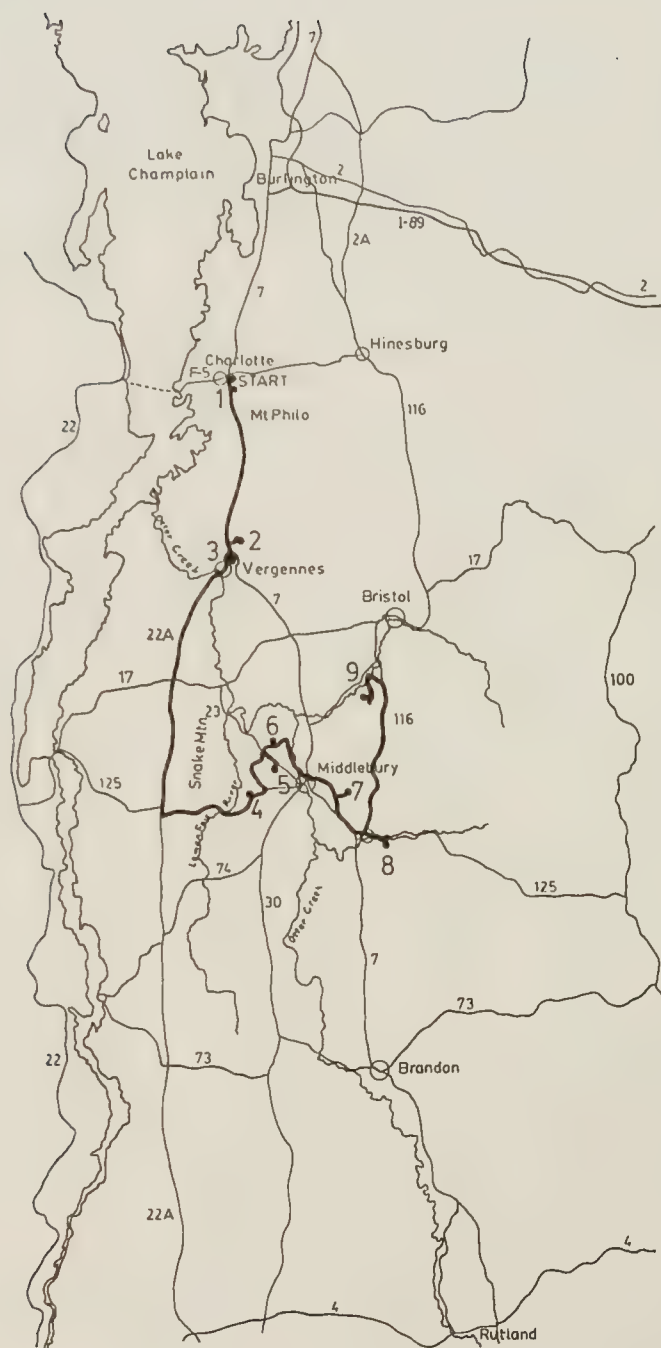 7
Lake
Champlain
Burlington
2
1-89
2A
2
7
Hinesburg
Charlotte
F-5
START
1
22
Mt Philo
116
Otter Creek
2
3
Vergennes
17
7
Bristol
22A
9
17
100
116
23
Snake Mtn
6
Middlebury
125
5
4
7
8
74
30
Otter Creek
125
7
73
22
73
Brandon
22A
4
4
Rutland